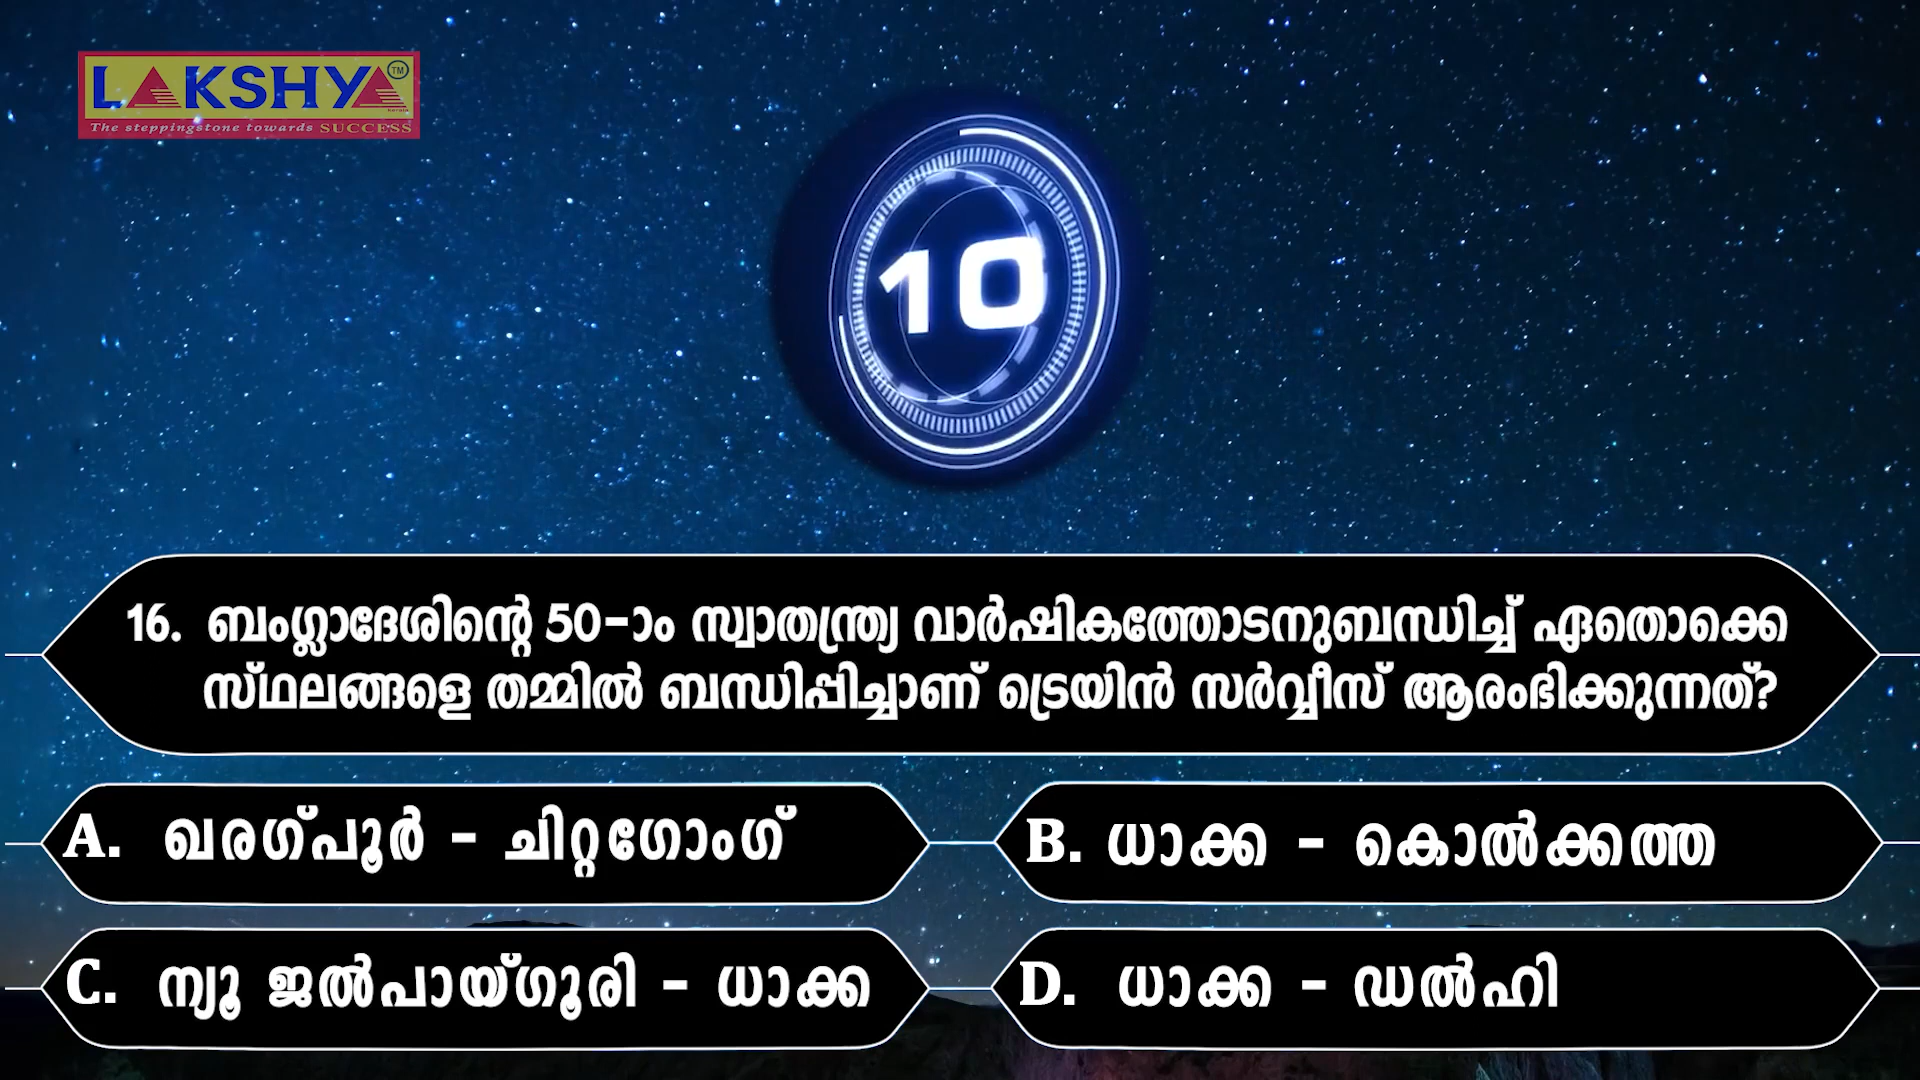 LAKSHYA TM
The steppingstone towards SUCCESS
10
16. ബംഗ്ലാദേശിന്റെ 50-ാം സ്വാതന്ത്ര്യ വാർഷികത്തോടനുബന്ധിച്ച് ഏതൊക്കെ
സ്ഥലങ്ങളെ തമ്മിൽ ബന്ധിപ്പിച്ചാണ് ട്രെയിൻ സർവ്വീസ് ആരംഭിക്കുന്നത്?
A. ഖരഗ്പൂർ - ചിറ്റഗോംഗ്
B. ധാക്ക - കൊൽക്കത്ത
C. ന്യൂ ജൽപായ്ഗൂരി - ധാക്ക
D. ധാക്ക - ഡൽഹി